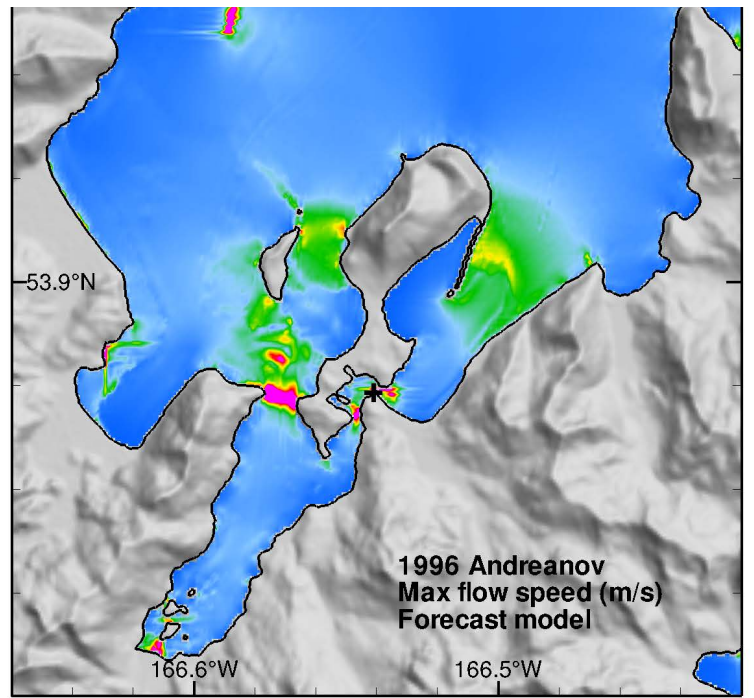 53.9°N
1996 Andreanov
Max flow speed (m/s)
Forecast model
166.6°W 166.5°W